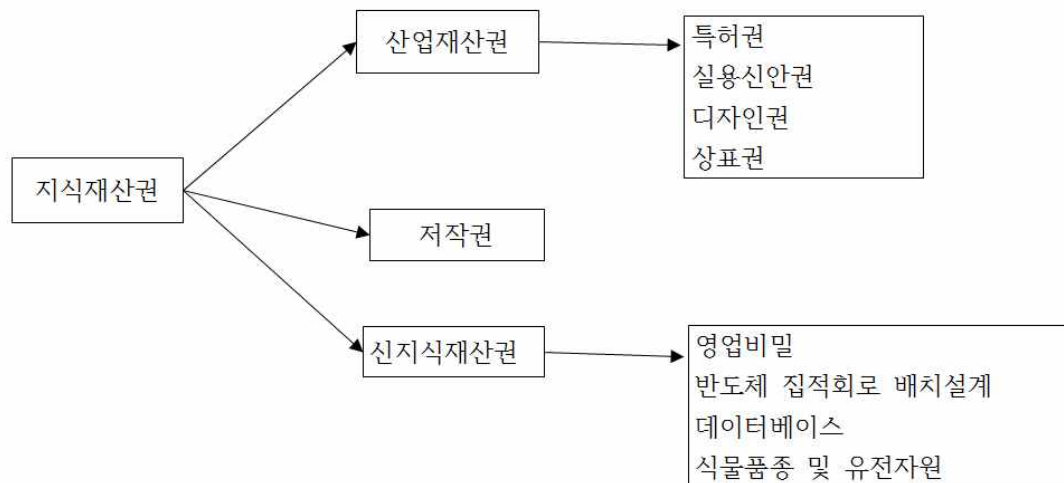 지식재산권
산업재산권
특허권
실용신안권
디자인권
상표권
저작권
신지식재산권
영업비밀
반도체 집적회로 배치설계
데이터베이스
식물품종 및 유전자원